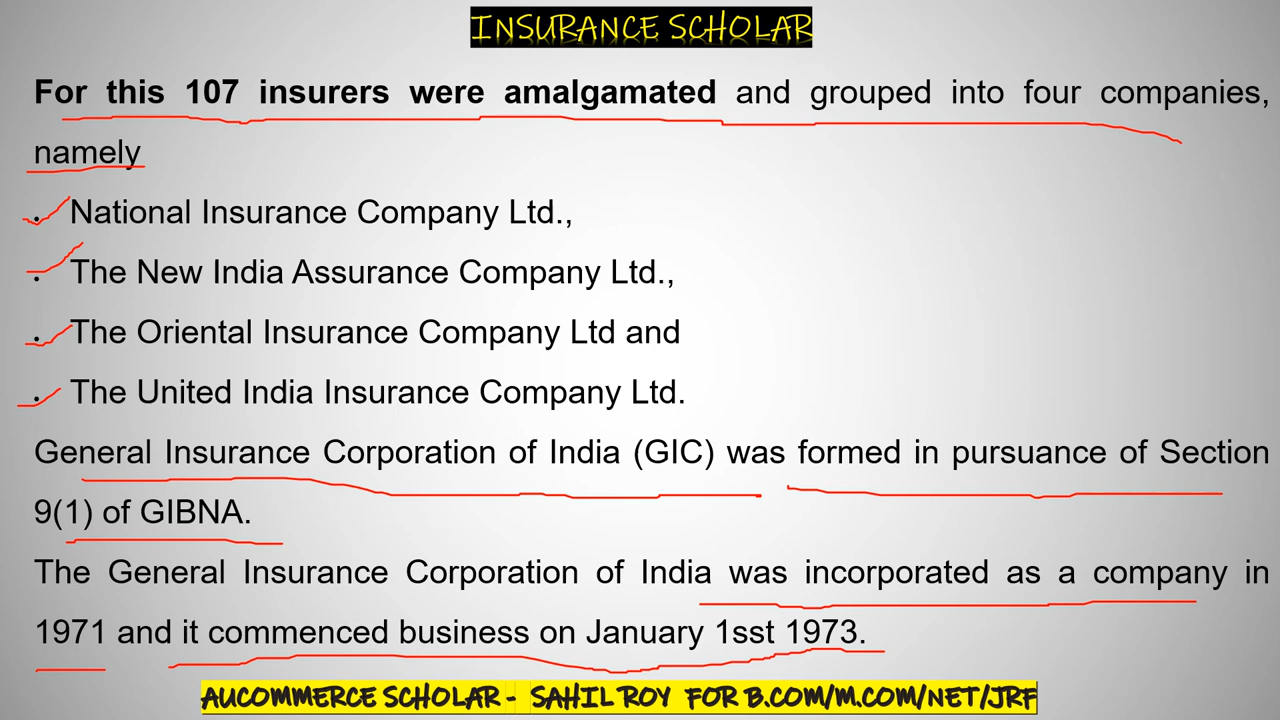 INSURANCE SCHOLAR
For this 107 insurers were amalgamated and grouped into four companies,
namely
• National Insurance Company Ltd.,
• The New India Assurance Company Ltd.,
• The Oriental Insurance Company Ltd and
• The United India Insurance Company Ltd.
General Insurance Corporation of India (GIC) was formed in pursuance of Section
9(1) of GIBNA.
The General Insurance Corporation of India was incorporated as a company in
1971 and it commenced business on January 1sst 1973.
AUCOMMERCE SCHOLAR - SAHIL ROY FOR B.COM/M.COM/NET/JRF